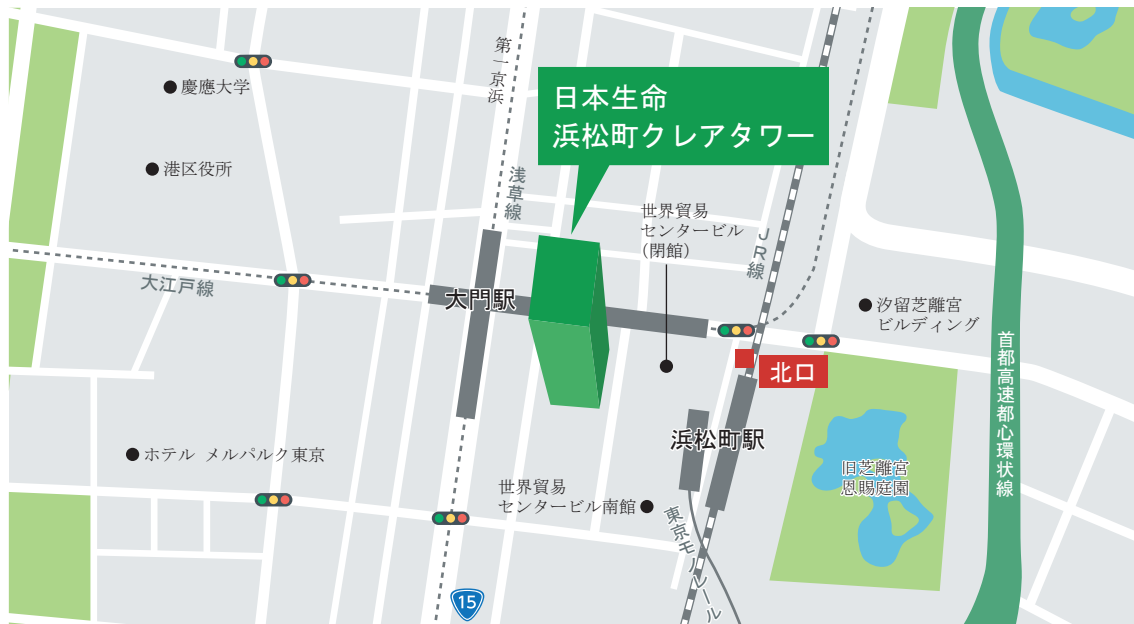 第一京浜
慶應大学
日本生命
浜松町クレアタワー
港区役所
浅草線
世界貿易
センタービル
(閉館)
JR線
大江戸線
大門駅
汐留芝離宮
ビルディング
北口
首都高速都心環状線
浜松町駅
ホテル メルパルク東京
旧芝離宮
恩賜庭園
世界貿易
センタービル南館
東京モノレール
15